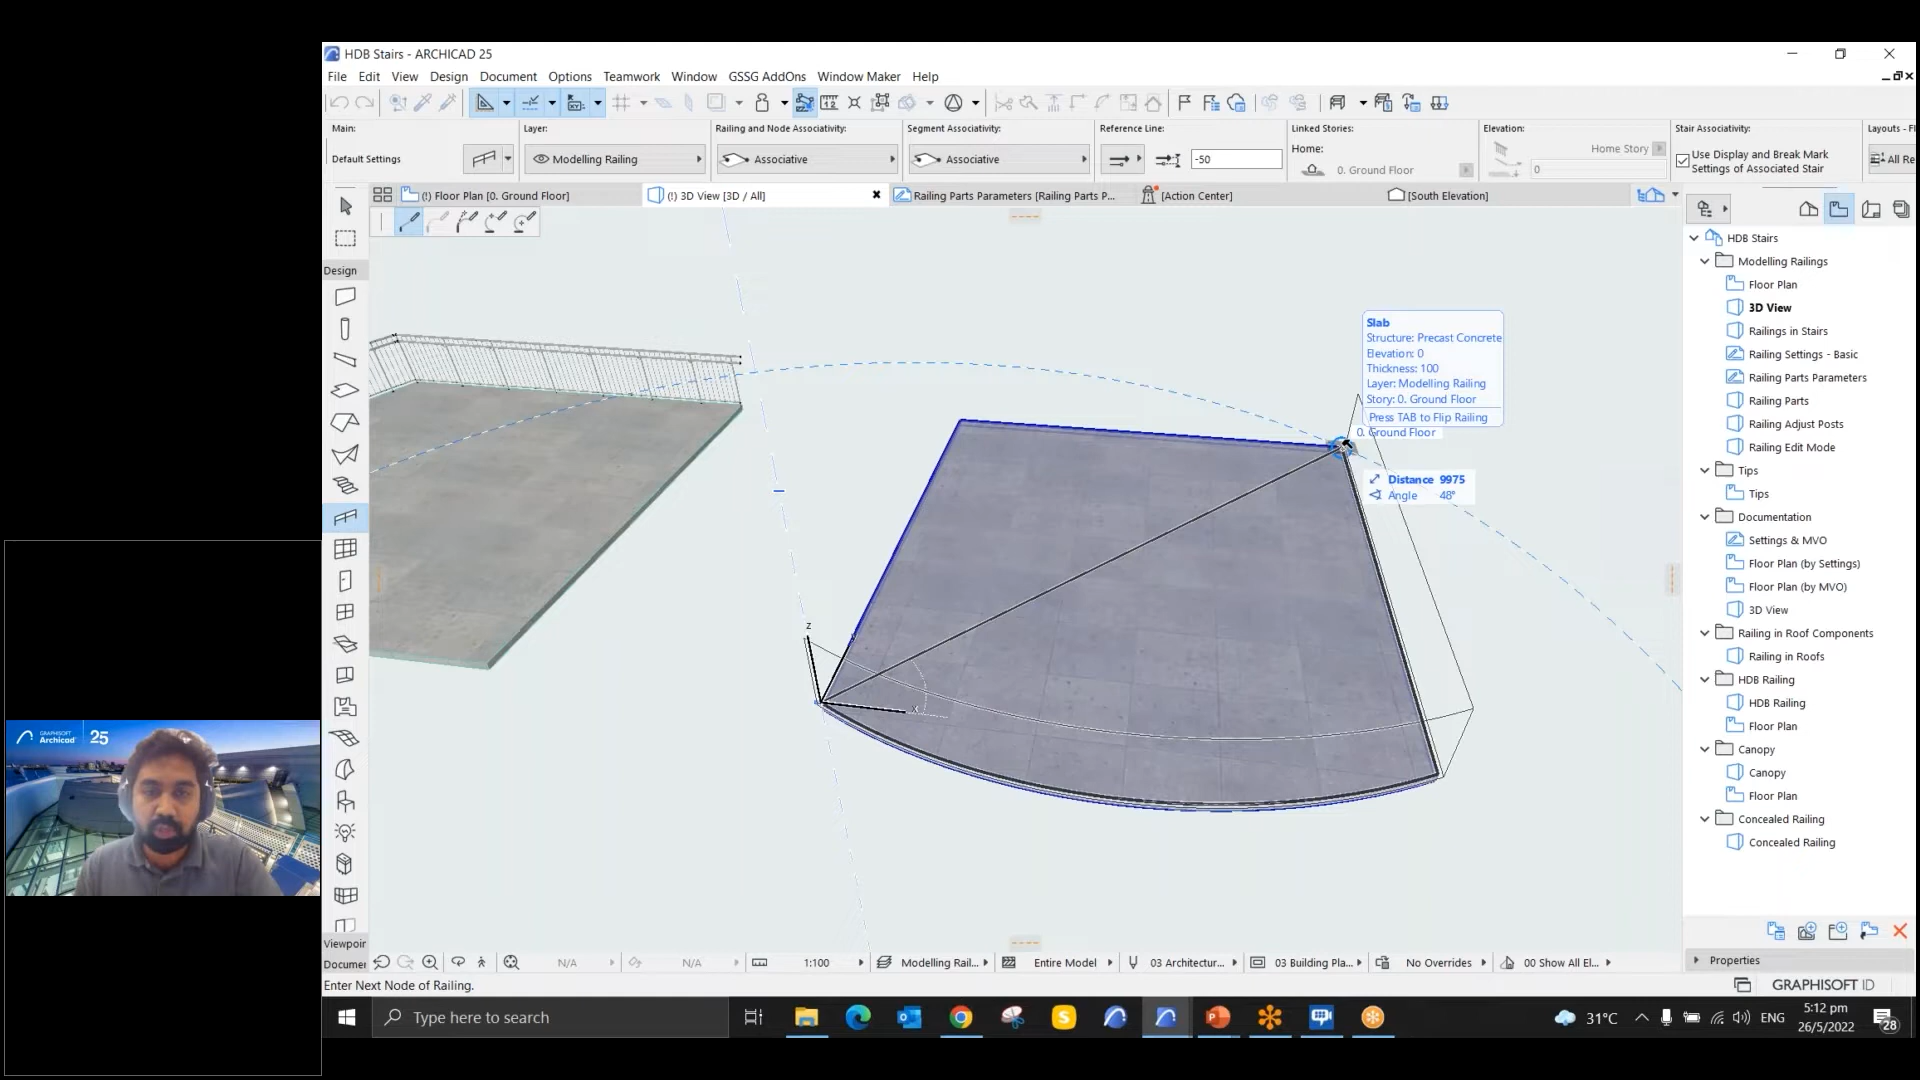 HDB Stairs - ARCHICAD 25
File Edit View Design Document Options Teamwork Window GSSG AddOns Window Maker Help
Main:
Layer:
Railing and Node Associativity:
Segment Associativity:
Reference Line:
Linked Stories:
Elevation:
Stair Associativity:
Layouts - Fl
Default Settings
Modelling Railing
Associative
Associative
-50
Home:
0. Ground Floor
Home Story
0
Use Display and Break Mark
Settings of Associated Stair
All Re
(!) Floor Plan [0. Ground Floor]
(!) 3D View [3D / All]
Railing Parts Parameters [Railing Parts P...
[Action Center]
[South Elevation]
Design
Slab
Structure: Precast Concrete
Elevation: 0
Thickness: 100
Layer: Modelling Railing
Story: 0. Ground Floor
Press TAB to Flip Railing
0. Ground Floor
Distance 9975
Angle 48°
z
x
HDB Stairs
Modelling Railings
Floor Plan
3D View
Railings in Stairs
Railing Settings - Basic
Railing Parts Parameters
Railing Parts
Railing Adjust Posts
Railing Edit Mode
Tips
Tips
Documentation
Settings & MVO
Floor Plan (by Settings)
Floor Plan (by MVO)
3D View
Railing in Roof Components
Railing in Roofs
HDB Railing
HDB Railing
Floor Plan
Canopy
Canopy
Floor Plan
Concealed Railing
Concealed Railing
Properties
GRAPHISOFT
Archicad
25
Viewpoir
Documer
N/A
N/A
1:100
Modelling Rail...
Entire Model
03 Architectur...
03 Building Pla...
No Overrides
00 Show All El...
Enter Next Node of Railing.
GRAPHISOFT ID
Type here to search
31°C
ENG
5:12 pm
26/5/2022
28